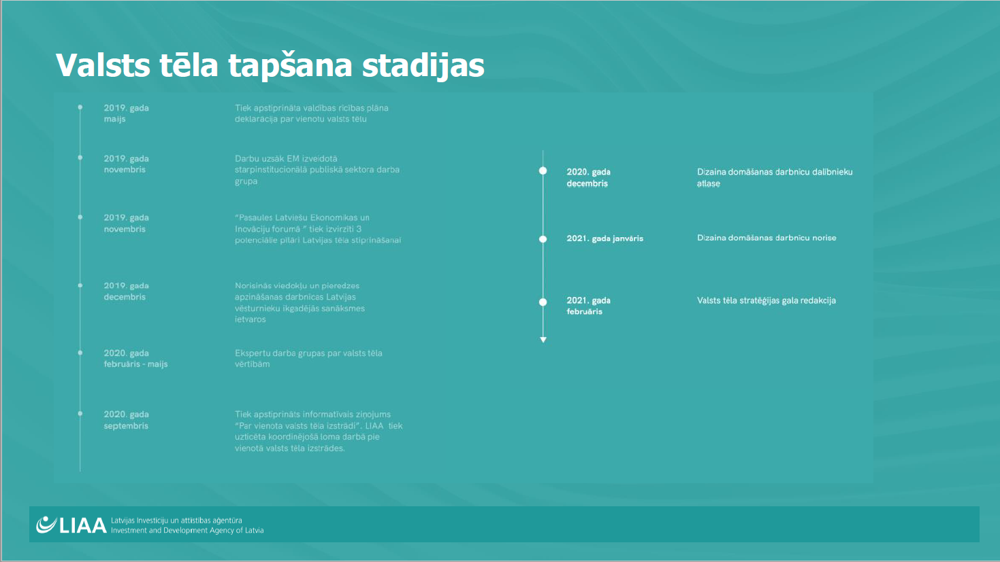 Valsts tēla tapšana stadijas
2019. gada
maijs
Tiek apstiprināta valdības rīcības plāna
deklarācija par vienotu valsts tēlu
2019. gada
novembris
Darbu uzsāk EM izveidotā
starpinstitucionālā publiskā sektora darba
grupa
2019. gada
novembris
“Pasaules Latviešu Ekonomikas un
Inovāciju forumā ” tiek izvirzīti 3
potenciālie pīlāri Latvijas tēla stiprināšanai
2019. gada
decembris
Norisinās viedokļu un pieredzes
apzināšanas darbnīcas Latvijas
vēsturnieku ikgadējās sanāksmes
ietvaros
2020. gada
februāris - maijs
Ekspertu darba grupas par valsts tēla
vērtībām
2020. gada
septembris
Tiek apstiprināts informatīvais ziņojums
“Par vienota valsts tēla izstrādi”. LIAA tiek
uzticēta koordinējošā loma darbā pie
vienotā valsts tēla izstrādes.
2020. gada
decembris
Dizaina domāšanas darbnīcu dalībnieku
atlase
2021. gada janvāris
Dizaina domāšanas darbnīcu norise
2021. gada
februāris
Valsts tēla stratēģijas gala redakcija
LIAA
Latvijas Investīciju un attīstības aģentūra
Investment and Development Agency of Latvia